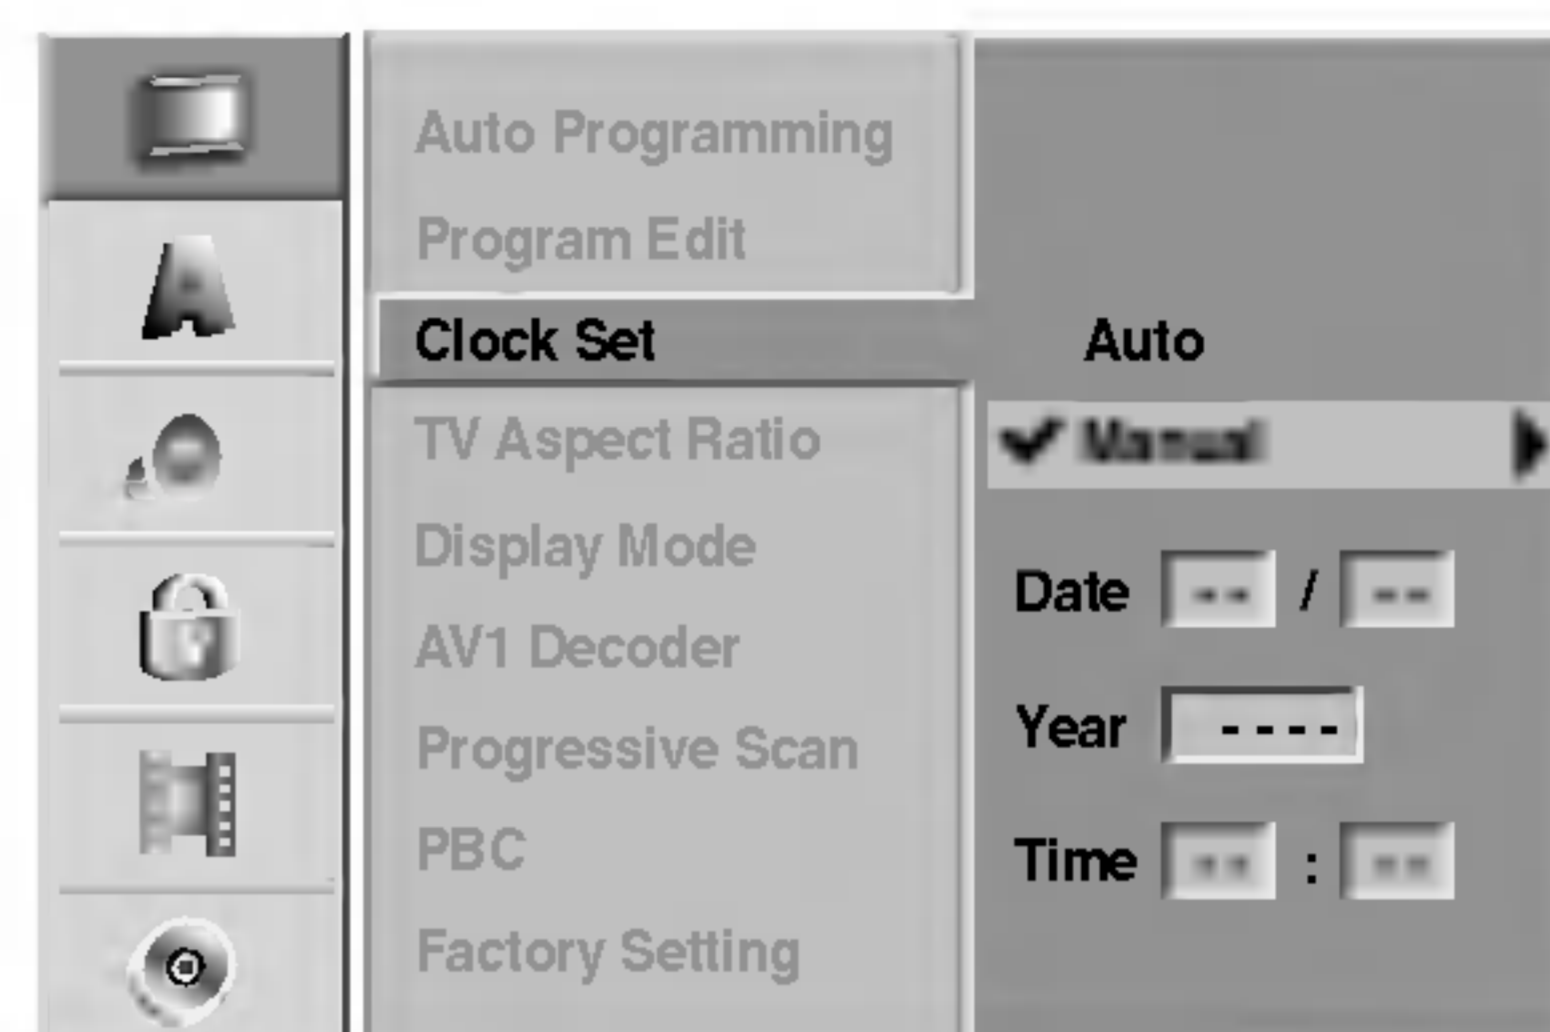 Auto Programming
Program Edit
Clock Set
TV Aspect Ratio
Display Mode
AV1 Decoder
Progressive Scan
PBC
Factory Setting
Auto
✔ Manual ▶
Date -- / --
Year ----
Time -- : --